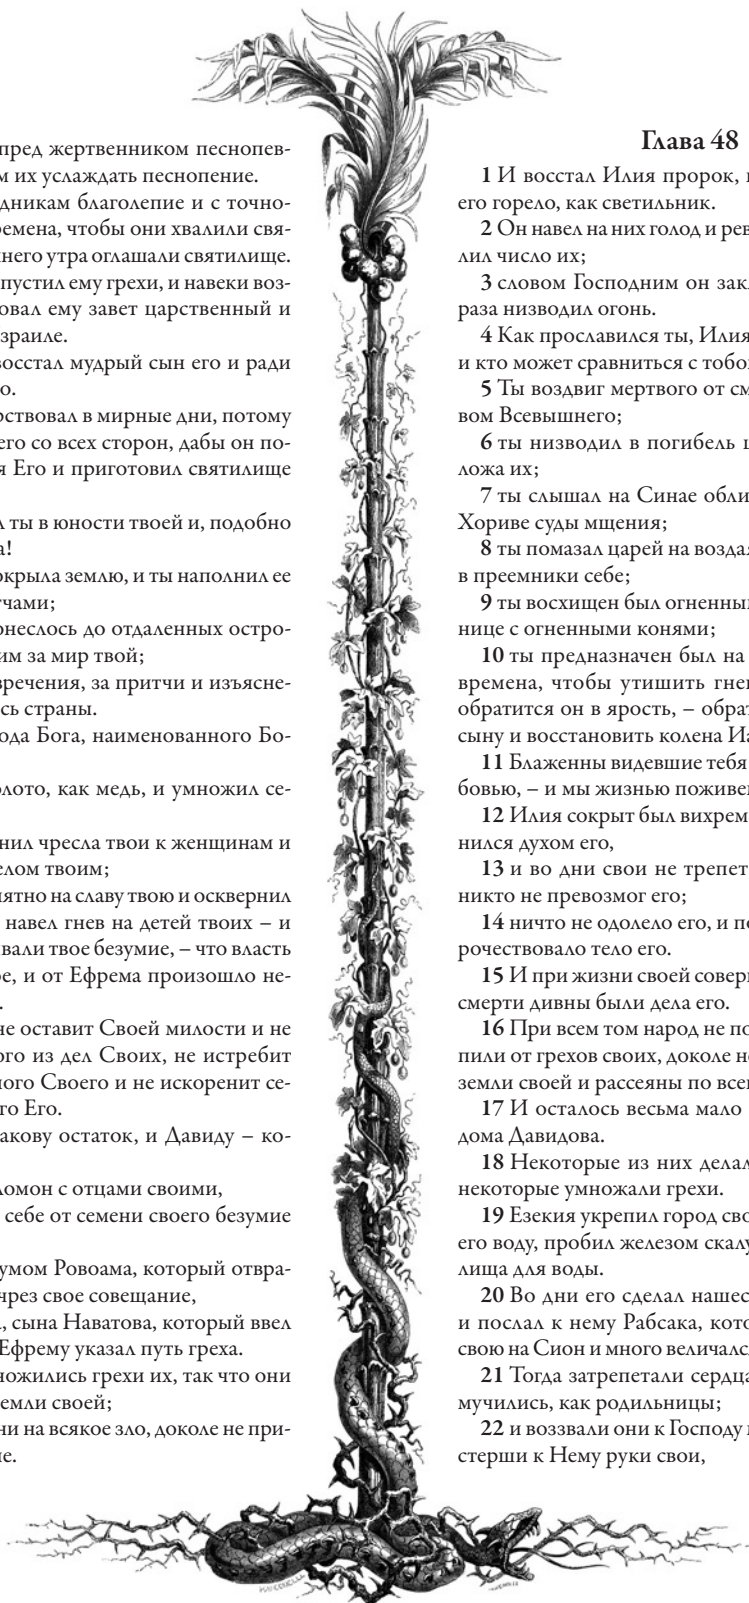 пред жертвенником песнопев-
м их услаждать песнопение.
дникам благолепие и с точно-
ремена, чтобы они хвалили свя-
него утра оглашали святилище.
пустил ему грехи, и навеки воз-
овал ему завет царственный и
зраиле.
восстал мудрый сын его и ради
о.
рствовал в мирные дни, потому
его со всех сторон, дабы он по-
я Его и приготовил святилище
л ты в юности твоей и, подобно
а!
окрыла землю, и ты наполнил ее
тчами;
онеслось до отдаленных остро-
им за мир твой;
зречения, за притчи и изъясне-
сь страны.
ода Бога, наименованного Бо-
лото, как медь, и умножил се-
нил чресла твои к женщинам и
елом твоим;
ятно на славу твою и осквернил
навел гнев на детей твоих – и
вали твое безумие, – что власть
е, и от Ефрема произошло не-
.
не оставит Своей милости и не
ого из дел Своих, не истребит
ного Своего и не искоренит се-
го Его.
акову остаток, и Давиду – ко-
ломон с отцами своими,
себе от семени своего безумие
умом Ровоама, который отвра-
чрез свое совещание,
, сына Наватова, который ввел
Ефрему указал путь греха.
ножились грехи их, так что они
емли своей;
ни на всякое зло, доколе не при-
ие.
Глава 48
1 И восстал Илия пророк,
его горело, как светильник.
2 Он навел на них голод и рев
лил число их;
3 словом Господним он зак
раза низводил огонь.
4 Как прославился ты, Илия
и кто может сравниться с тобо
5 Ты воздвиг мертвого от см
вом Всевышнего;
6 ты низводил в погибель ц
ложа их;
7 ты слышал на Синае обли
Хориве суды мщения;
8 ты помазал царей на воздая
в преемники себе;
9 ты восхищен был огненны
нице с огненными конями;
10 ты предназначен был на
времена, чтобы утишить гнев
обратится он в ярость, – обрат
сыну и восстановить колена Иа
11 Блаженны видевшие тебя
бовью, – и мы жизнью поживе
12 Илия сокрыт был вихрем
нился духом его,
13 и во дни свои не трепет
никто не превозмог его;
14 ничто не одолело его, и по
рочествовало тело его.
15 И при жизни своей совер
смерти дивны были дела его.
16 При всем том народ не по
пили от грехов своих, доколе не
земли своей и рассеяны по всей
17 И осталось весьма мало
дома Давидова.
18 Некоторые из них делал
некоторые умножали грехи.
19 Езекия укрепил город сво
его воду, пробил железом скалу
лища для воды.
20 Во дни его сделал нашес
и послал к нему Рабсака, кото
свою на Сион и много величалс
21 Тогда затрепетали сердца
мучились, как родильницы;
22 и воззвали они к Господу
стерши к Нему руки свои,